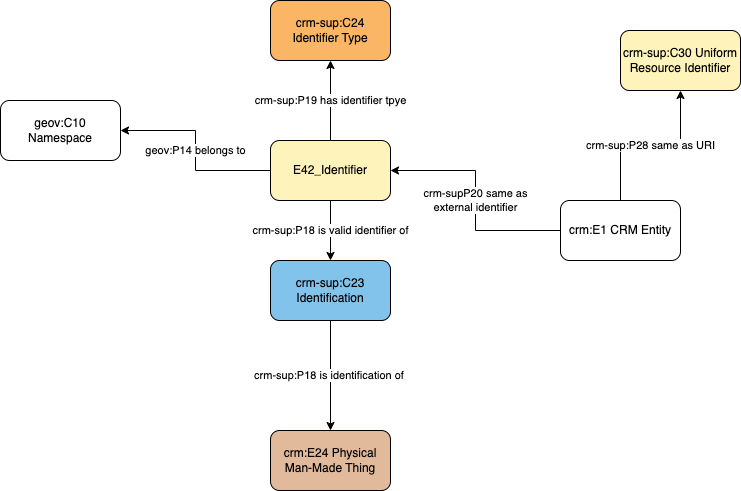 crm-sup:C24
Identifier Type
crm-sup:C30 Uniform
Resource Identifier
crm-sup:P19 has identifier tpye
geov:C10
Namespace
geov:P14 belongs to
crm-sup:P28 same as URI
E42_Identifier
crm-supP20 same as
external identifier
crm-sup:P18 is valid identifier of
crm:E1 CRM Entity
crm-sup:C23
Identification
crm-sup:P18 is identification of
crm:E24 Physical
Man-Made Thing